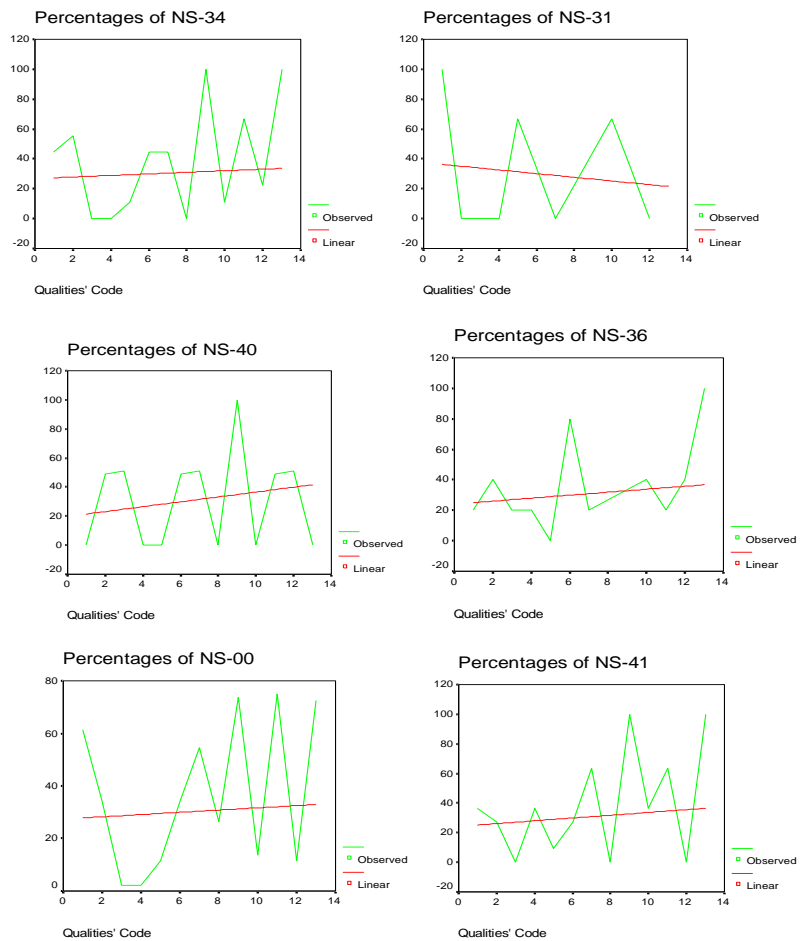 Percentages of NS-34
120
100
80
60
40
20
0
-20
0 2 4 6 8 10 12 14
Observed
Linear
Qualities' Code
Percentages of NS-31
120
100
80
60
40
20
0
-20
0 2 4 6 8 10 12 14
Observed
Linear
Qualities' Code
Percentages of NS-40
120
100
80
60
40
20
0
-20
0 2 4 6 8 10 12 14
Observed
Linear
Qualities' Code
Percentages of NS-36
120
100
80
60
40
20
0
-20
0 2 4 6 8 10 12 14
Observed
Linear
Qualities' Code
Percentages of NS-00
80
60
40
20
0
0 2 4 6 8 10 12 14
Observed
Linear
Qualities' Code
Percentages of NS-41
120
100
80
60
40
20
0
-20
0 2 4 6 8 10 12 14
Observed
Linear
Qualities' Code